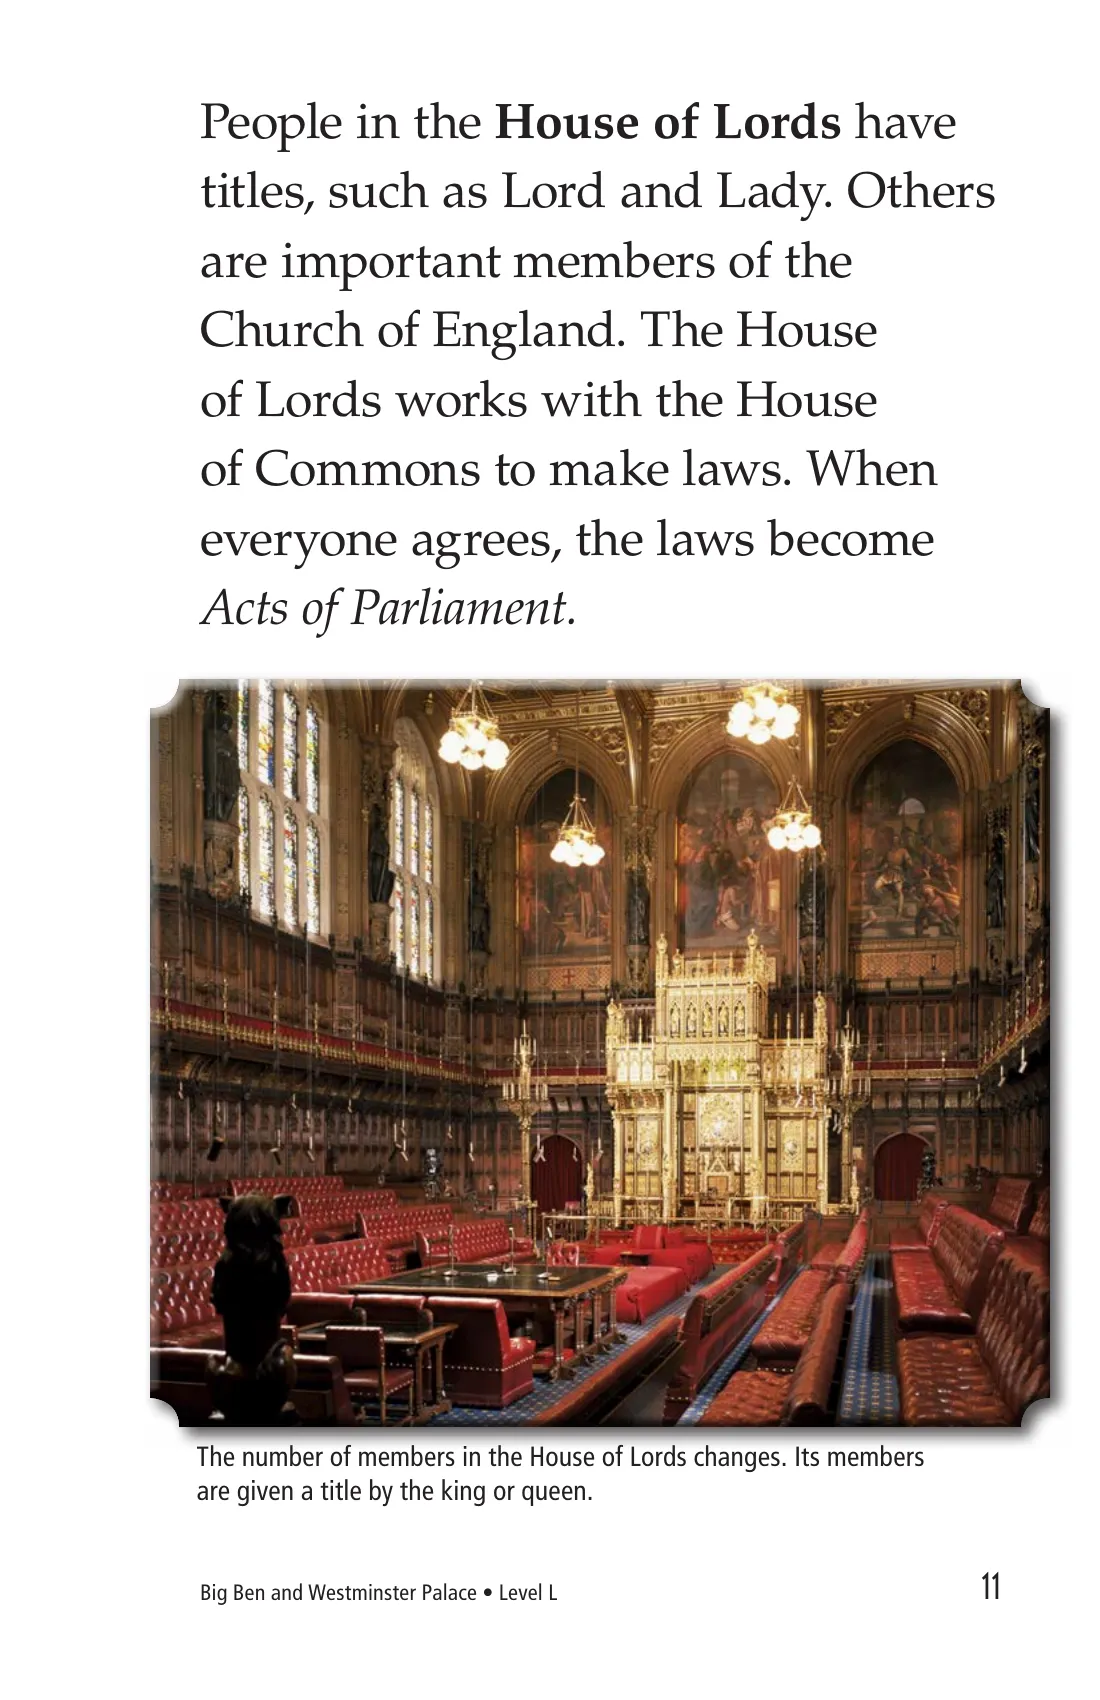 People in the House of Lords have
titles, such as Lord and Lady. Others
are important members of the
Church of England. The House
of Lords works with the House
of Commons to make laws. When
everyone agrees, the laws become
Acts of Parliament.
The number of members in the House of Lords changes. Its members
are given a title by the king or queen.
Big Ben and Westminster Palace • Level L
11